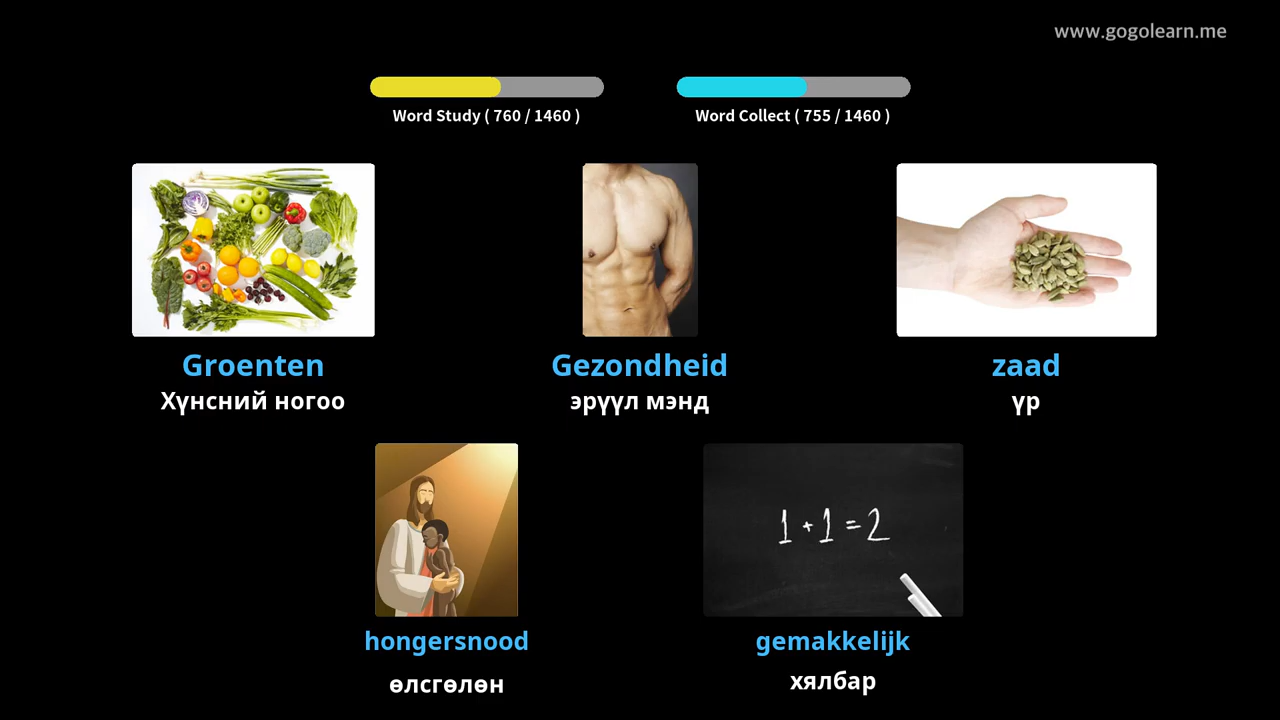 www.gogolearn.me
Word Study ( 760 / 1460 )
Word Collect ( 755 / 1460 )
Groenten
Хүнсний ногоо
Gezondheid
эрүүл мэнд
zaad
үр
1 + 1 = 2
hongersnood
өлсгөлөн
gemakkelijk
хялбар